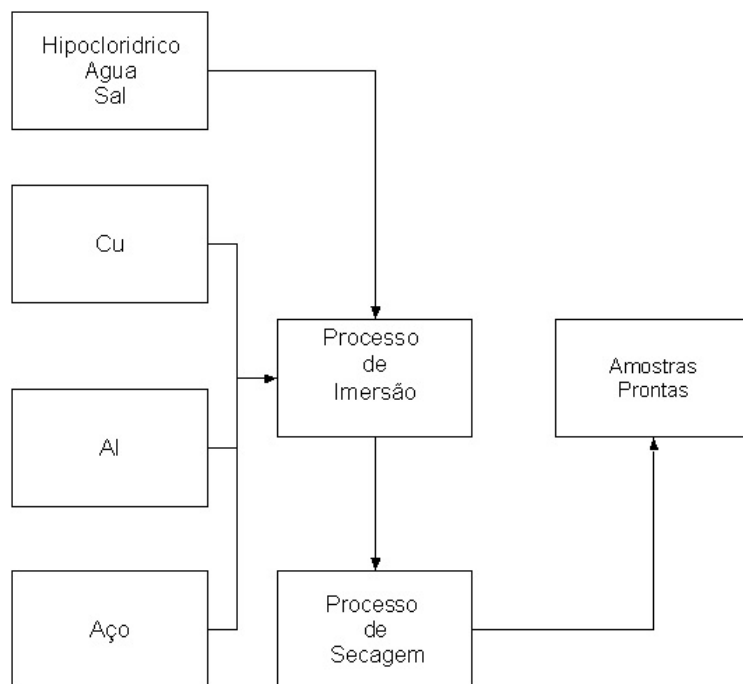 Hipocloridrico
Agua
Sal
Cu
Al
Aço
Processo
de
Imersão
Processo
de
Secagem
Amostras
Prontas